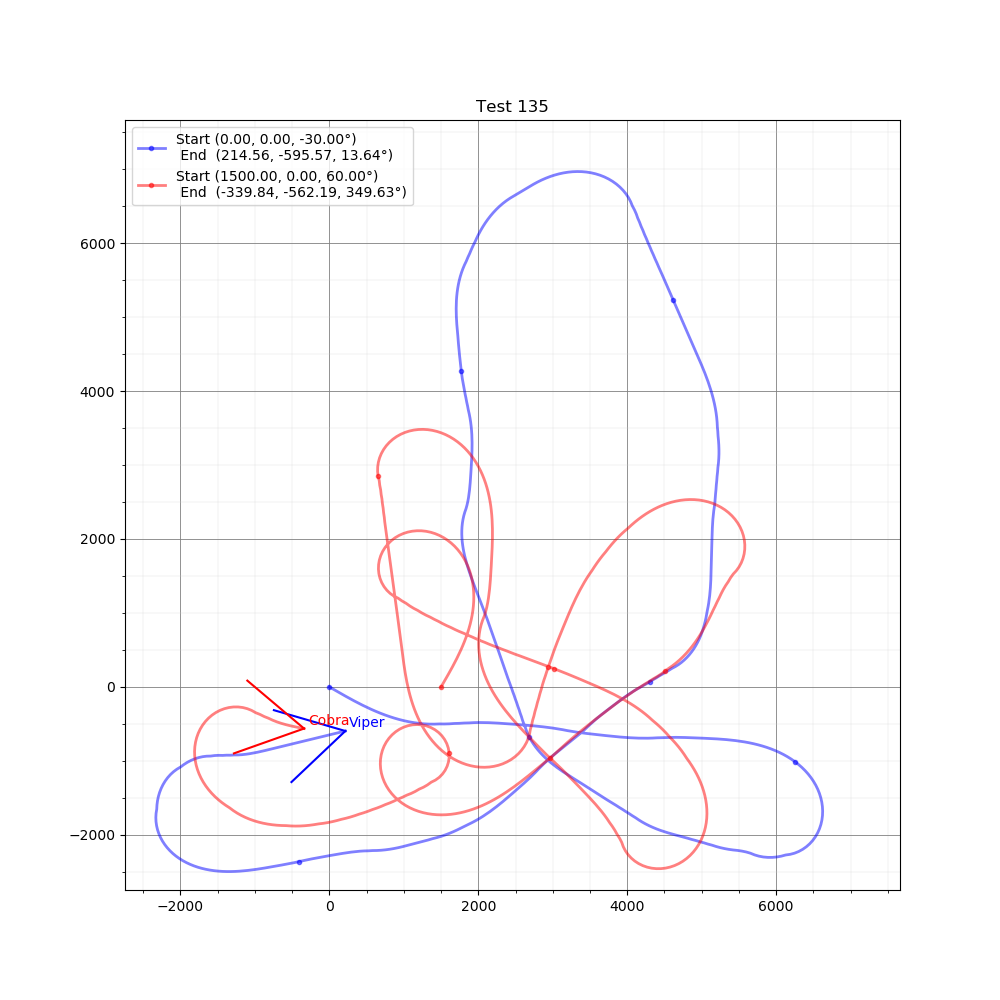 Test 135
Start (0.00, 0.00, -30.00°)
End  (214.56, -595.57, 13.64°)
Start (1500.00, 0.00, 60.00°)
End  (-339.84, -562.19, 349.63°)
6000
4000
2000
0
−2000
Cobra
Viper
−2000
0
2000
4000
6000